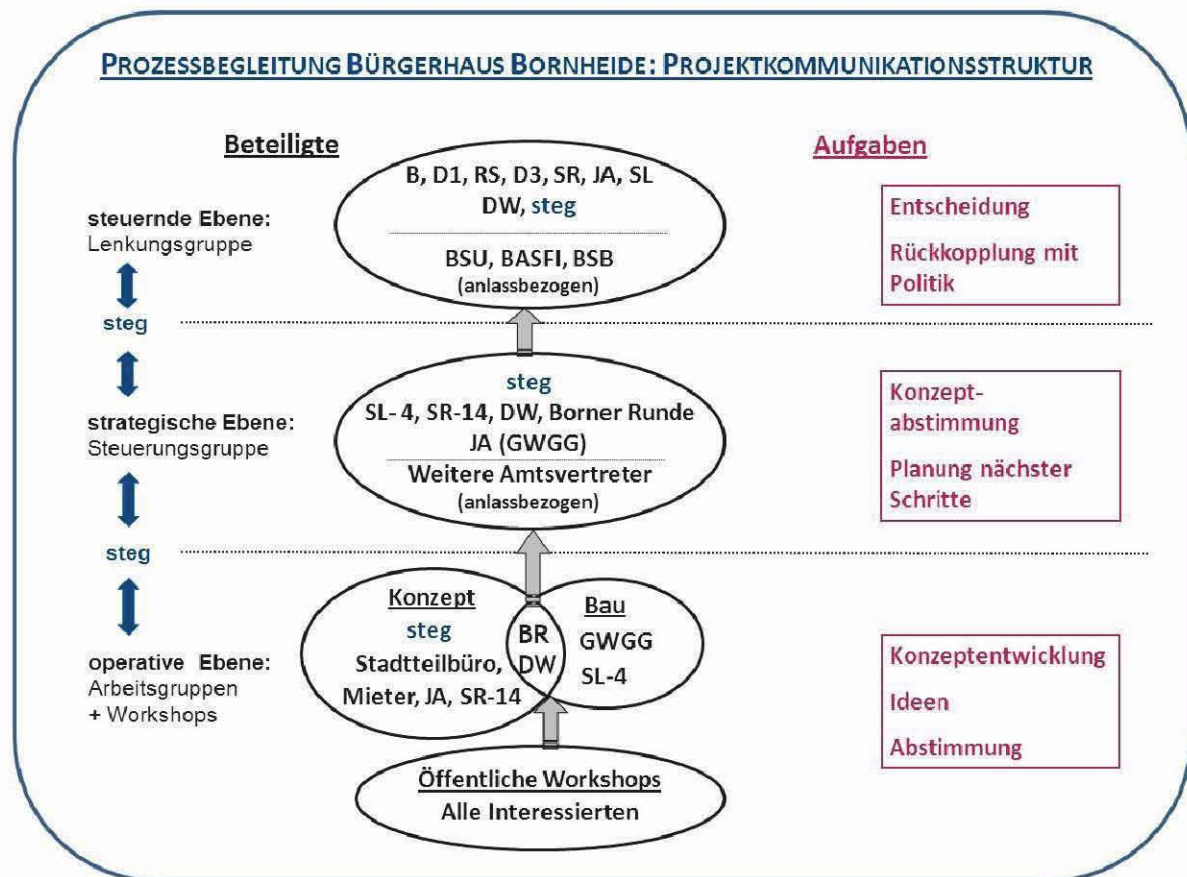 PROZESSBEGLEITUNG BÜRGERHAUS BORNHEIDE: PROJEKTKOMMUNIKATIONSSTRUKTUR
Beteiligte
Aufgaben
steuernde Ebene:
Lenkungsgruppe
B, D1, RS, D3, SR, JA, SL
DW, steg
BSU, BASFI, BSB
(anlassbezogen)
Entscheidung
Rückkopplung mit
Politik
steg
strategische Ebene:
Steuerungsgruppe
steg
SL- 4, SR-14, DW, Borner Runde
JA (GWGG)
Weitere Amtsvertreter
(anlassbezogen)
Konzept-
abstimmung
Planung nächster
Schritte
steg
operative Ebene:
Arbeitsgruppen
+ Workshops
Konzept
steg
Stadtteilbüro,
Mieter, JA, SR-14
BR
DW
Bau
GWGG
SL-4
Konzeptentwicklung
Ideen
Abstimmung
Öffentliche Workshops
Alle Interessierten